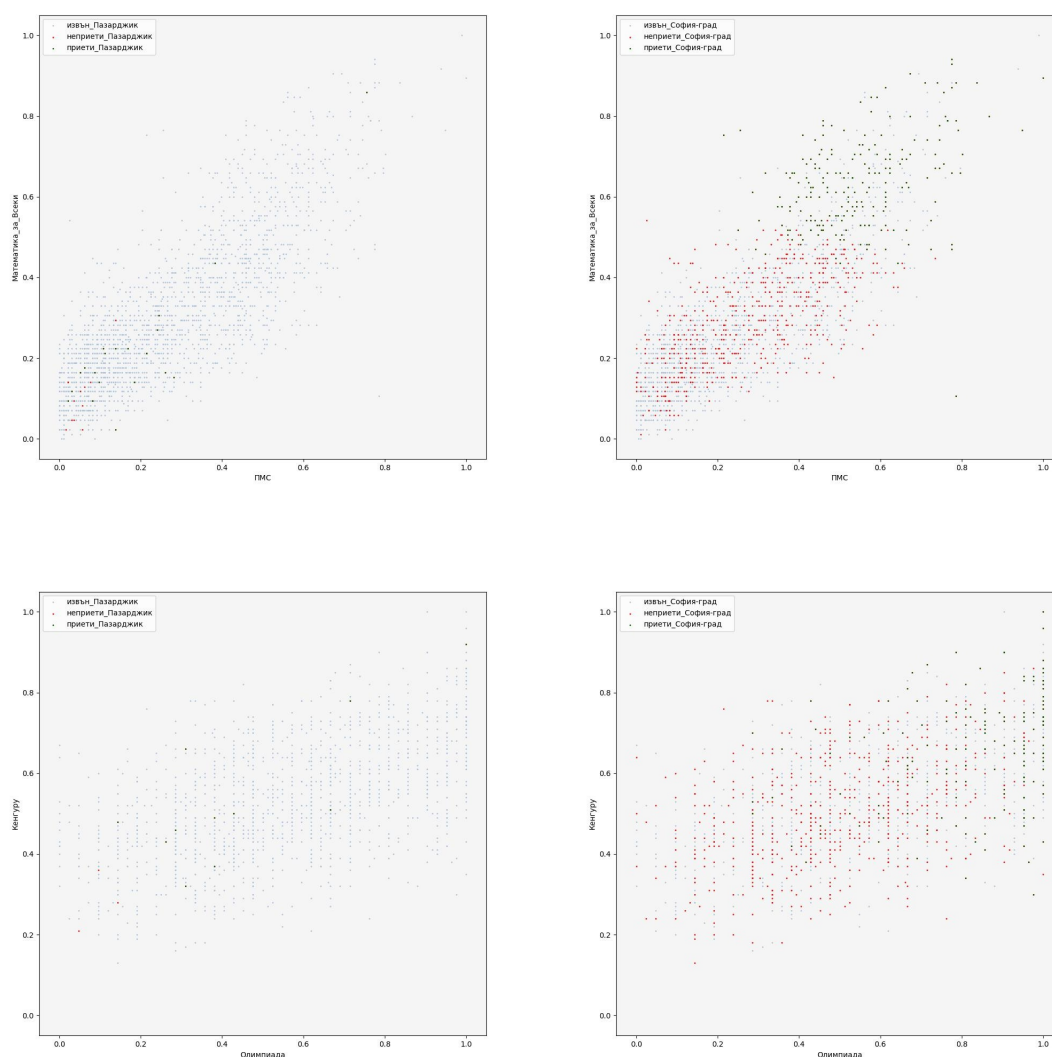 извън_Пазарджик
неприети_Пазарджик
приети_Пазарджик
1.0
0.8
0.6
0.4
0.2
0.0
Математика_за_Всеки
0.0 0.2 0.4 0.6 0.8 1.0
ПМС
извън_София-град
неприети_София-град
приети_София-град
1.0
0.8
0.6
0.4
0.2
0.0
Математика_за_Всеки
0.0 0.2 0.4 0.6 0.8 1.0
ПМС
извън_Пазарджик
неприети_Пазарджик
приети_Пазарджик
1.0
0.8
0.6
0.4
0.2
0.0
Кенгуру
0.0 0.2 0.4 0.6 0.8 1.0
Олимпиада
извън_София-град
неприети_София-град
приети_София-град
1.0
0.8
0.6
0.4
0.2
0.0
Кенгуру
0.0 0.2 0.4 0.6 0.8 1.0
Олимпиада